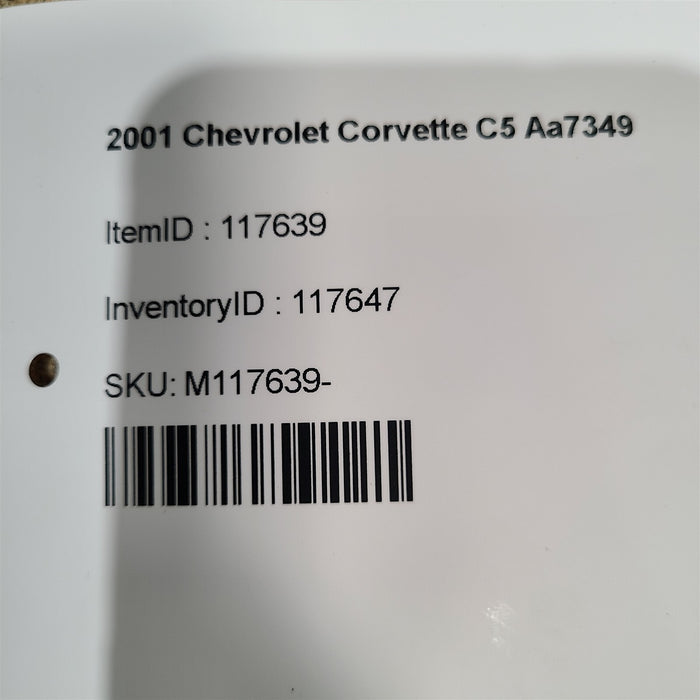 2001 Chevrolet Corvette C5 Aa7349
ItemID : 117639
InventoryID : 117647
SKU: M117639-